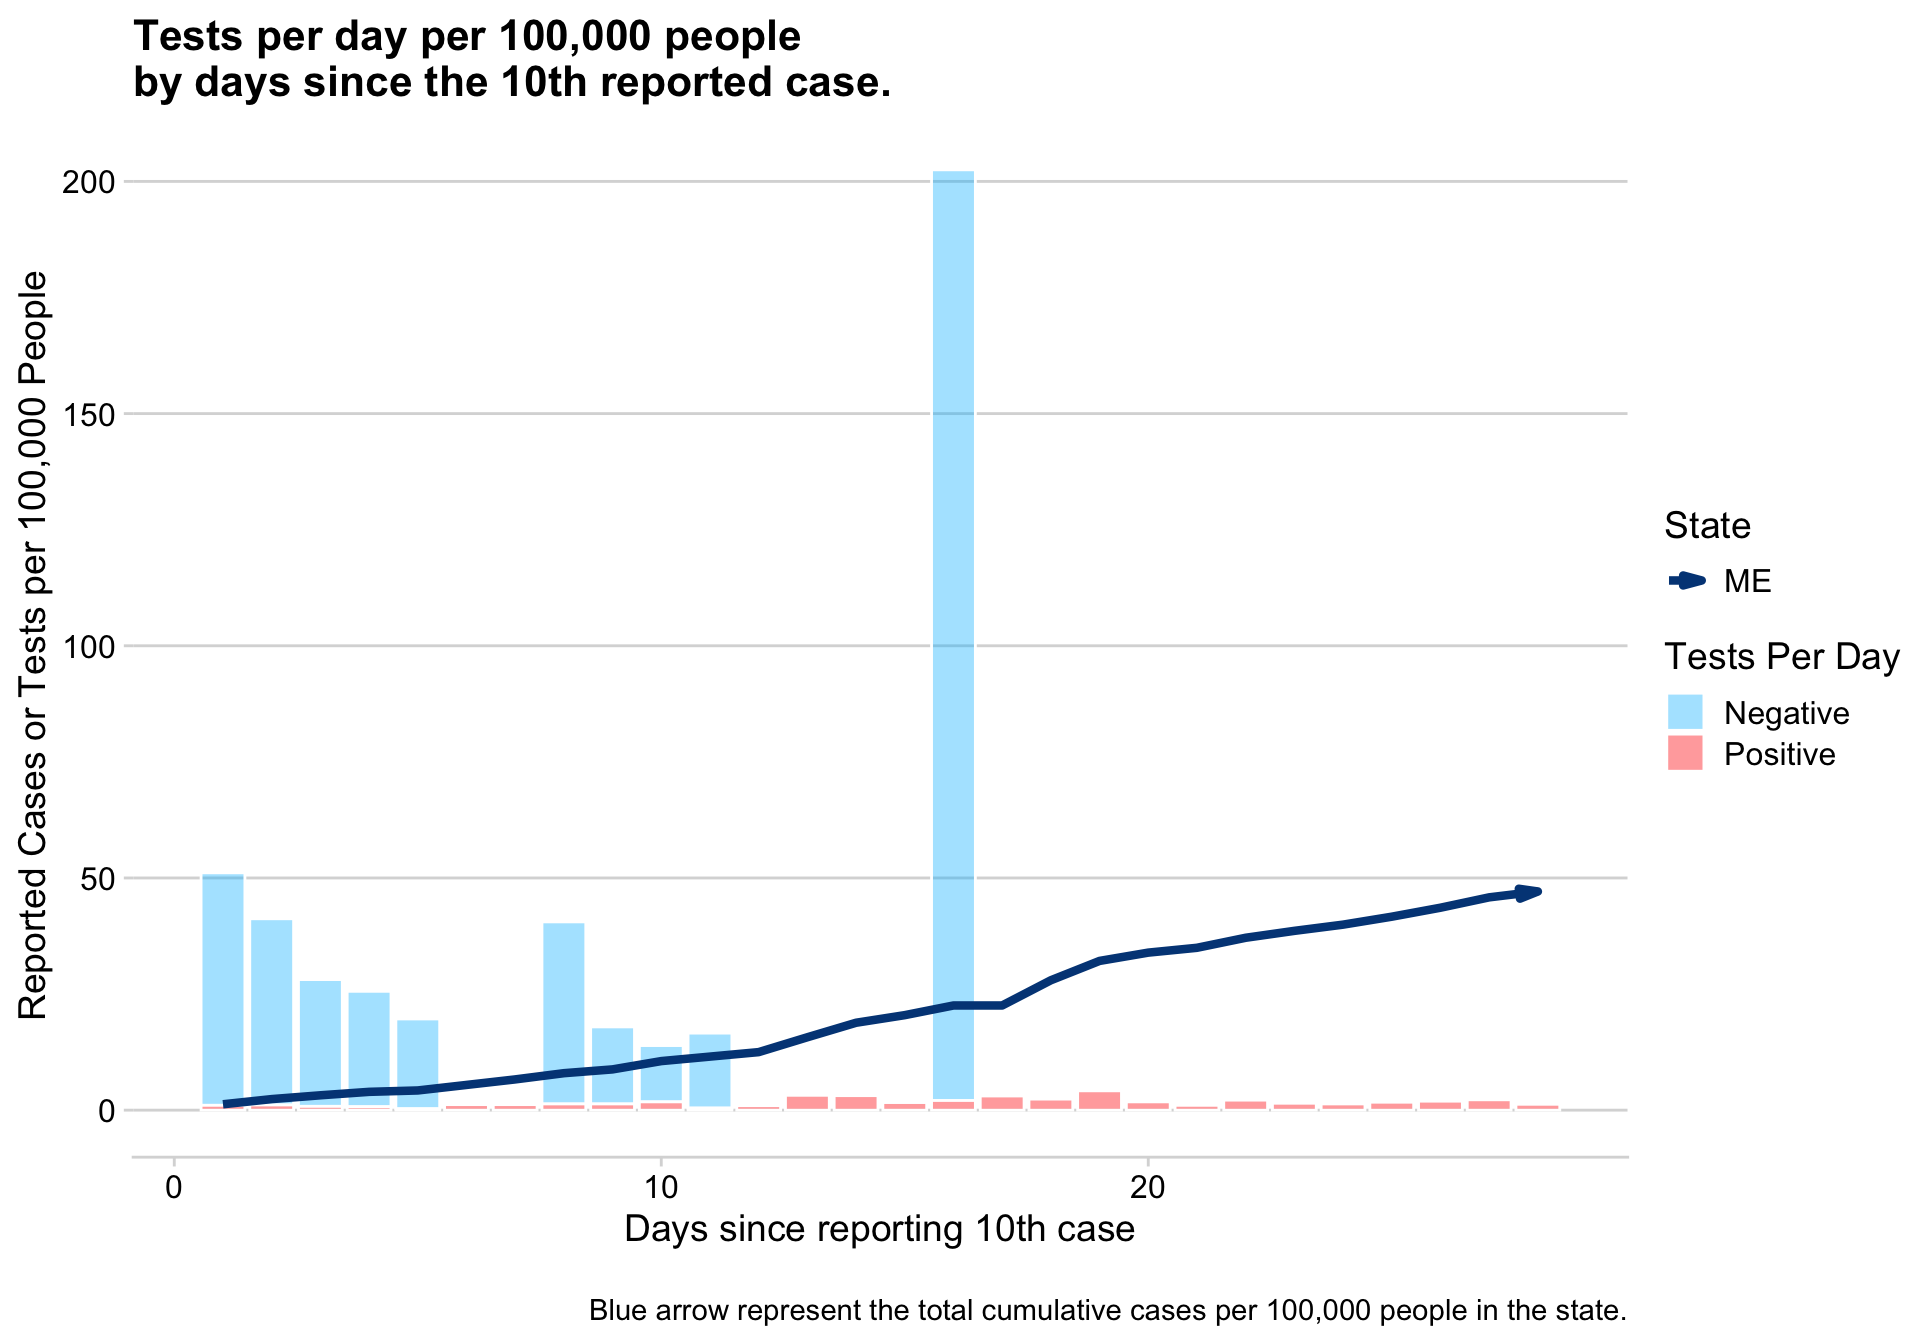 Tests per day per 100,000 people
by days since the 10th reported case.
Reported Cases or Tests per 100,000 People
200
150
100
50
0
0
10
20
Days since reporting 10th case
State
ME
Tests Per Day
Negative
Positive
Blue arrow represent the total cumulative cases per 100,000 people in the state.